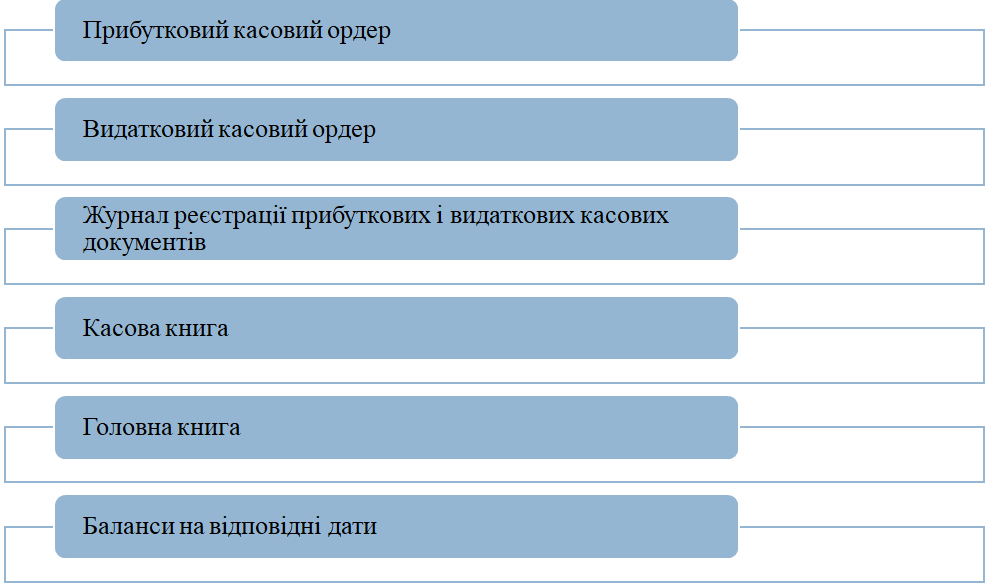 Прибутковий касовий ордер
Видатковий касовий ордер
Журнал реєстрації прибуткових і видаткових касових
документів
Касова книга
Головна книга
Баланси на відповідні дати